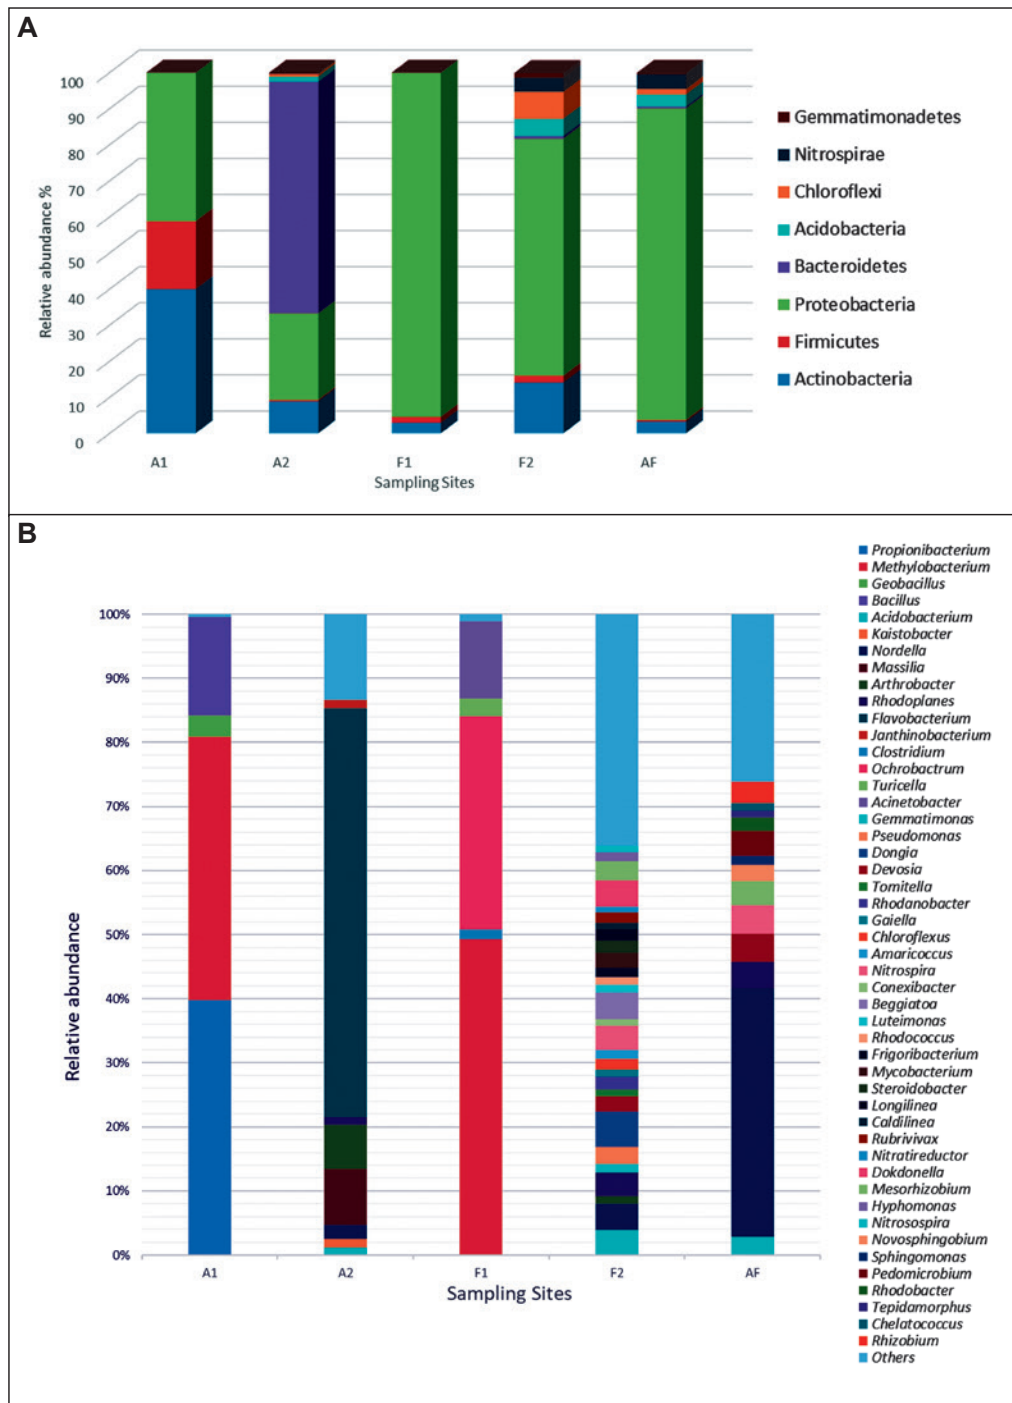 A
Relative abundance %
100
90
80
70
60
50
40
30
20
10
0
A1 A2 F1 F2 AF
Sampling Sites
Gemmatimonadetes
Nitrospirae
Chloroflexi
Acidobacteria
Bacteroidetes
Proteobacteria
Firmicutes
Actinobacteria
B
Relative abundance
100%
90%
80%
70%
60%
50%
40%
30%
20%
10%
0%
A1 A2 F1 F2 AF
Sampling Sites
Propionibacterium
Methylobacterium
Geobacillus
Bacillus
Acidobacterium
Kaistobacter
Nordella
Massilia
Arthrobacter
Rhodoplanes
Flavobacterium
Janthinobacterium
Clostridium
Ochrobactrum
Turicella
Acinetobacter
Gemmatimonas
Pseudomonas
Dongia
Devosia
Tomitella
Rhodanobacter
Gaiella
Chloroflexus
Amaricoccus
Nitrospira
Conexibacter
Beggiatoa
Luteimonas
Rhodococcus
Frigoribacterium
Mycobacterium
Steroidobacter
Longilinea
Caldilinea
Rubrivivax
Nitratireductor
Dokdonella
Mesorhizobium
Hyphomonas
Nitrosospira
Novosphingobium
Sphingomonas
Pedomicrobium
Rhodobacter
Tepidamorphus
Chelatococcus
Rhizobium
Others